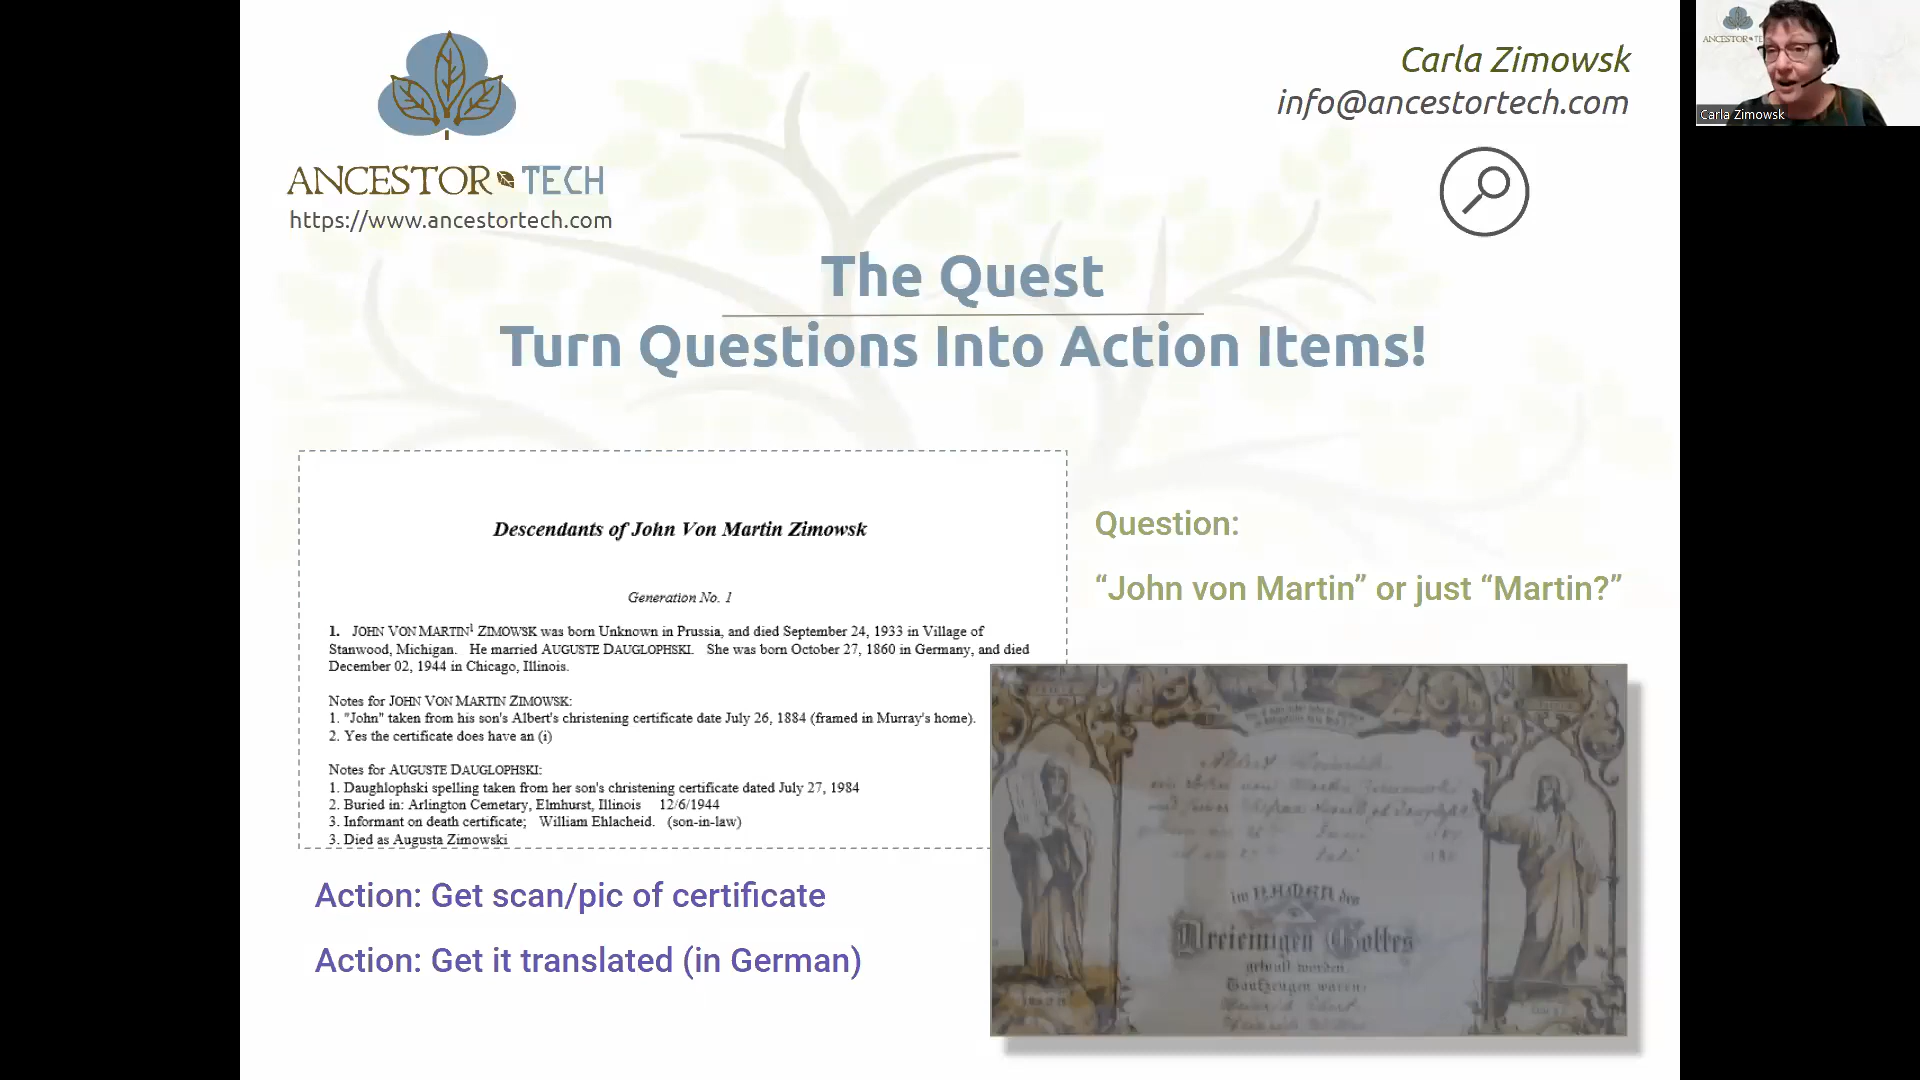 ANCESTOR TECH
https://www.ancestortech.com
Carla Zimowsk
info@ancestortech.com
ANCESTOR TE
Carla Zimowsk
The Quest
Turn Questions Into Action Items!
Descendants of John Von Martin Zimowsk
Generation No. 1
1. JOHN VON MARTIN1 ZIMOWSK was born Unknown in Prussia, and died September 24, 1933 in Village of
Stanwood, Michigan. He married AUGUSTE DAUGLOPHSKI. She was born October 27, 1860 in Germany, and died
December 02, 1944 in Chicago, Illinois.
Notes for JOHN VON MARTIN ZIMOWSK:
1. "John" taken from his son's Albert's christening certificate date July 26, 1884 (framed in Murray's home).
2. Yes the certificate does have an (i)
Notes for AUGUSTE DAUGLOPHSKI:
1. Daughlophski spelling taken from her son's christening certificate dated July 27, 1984
2. Buried in: Arlington Cemetary, Elmhurst, Illinois 12/6/1944
3. Informant on death certificate; William Ehlacheid. (son-in-law)
3. Died as Augusta Zimowski
Question:
“John von Martin” or just “Martin?”
im NAMEN des
Dreieinigen Gottes
getauft worden.
Taufzeugen waren:
Action: Get scan/pic of certificate
Action: Get it translated (in German)